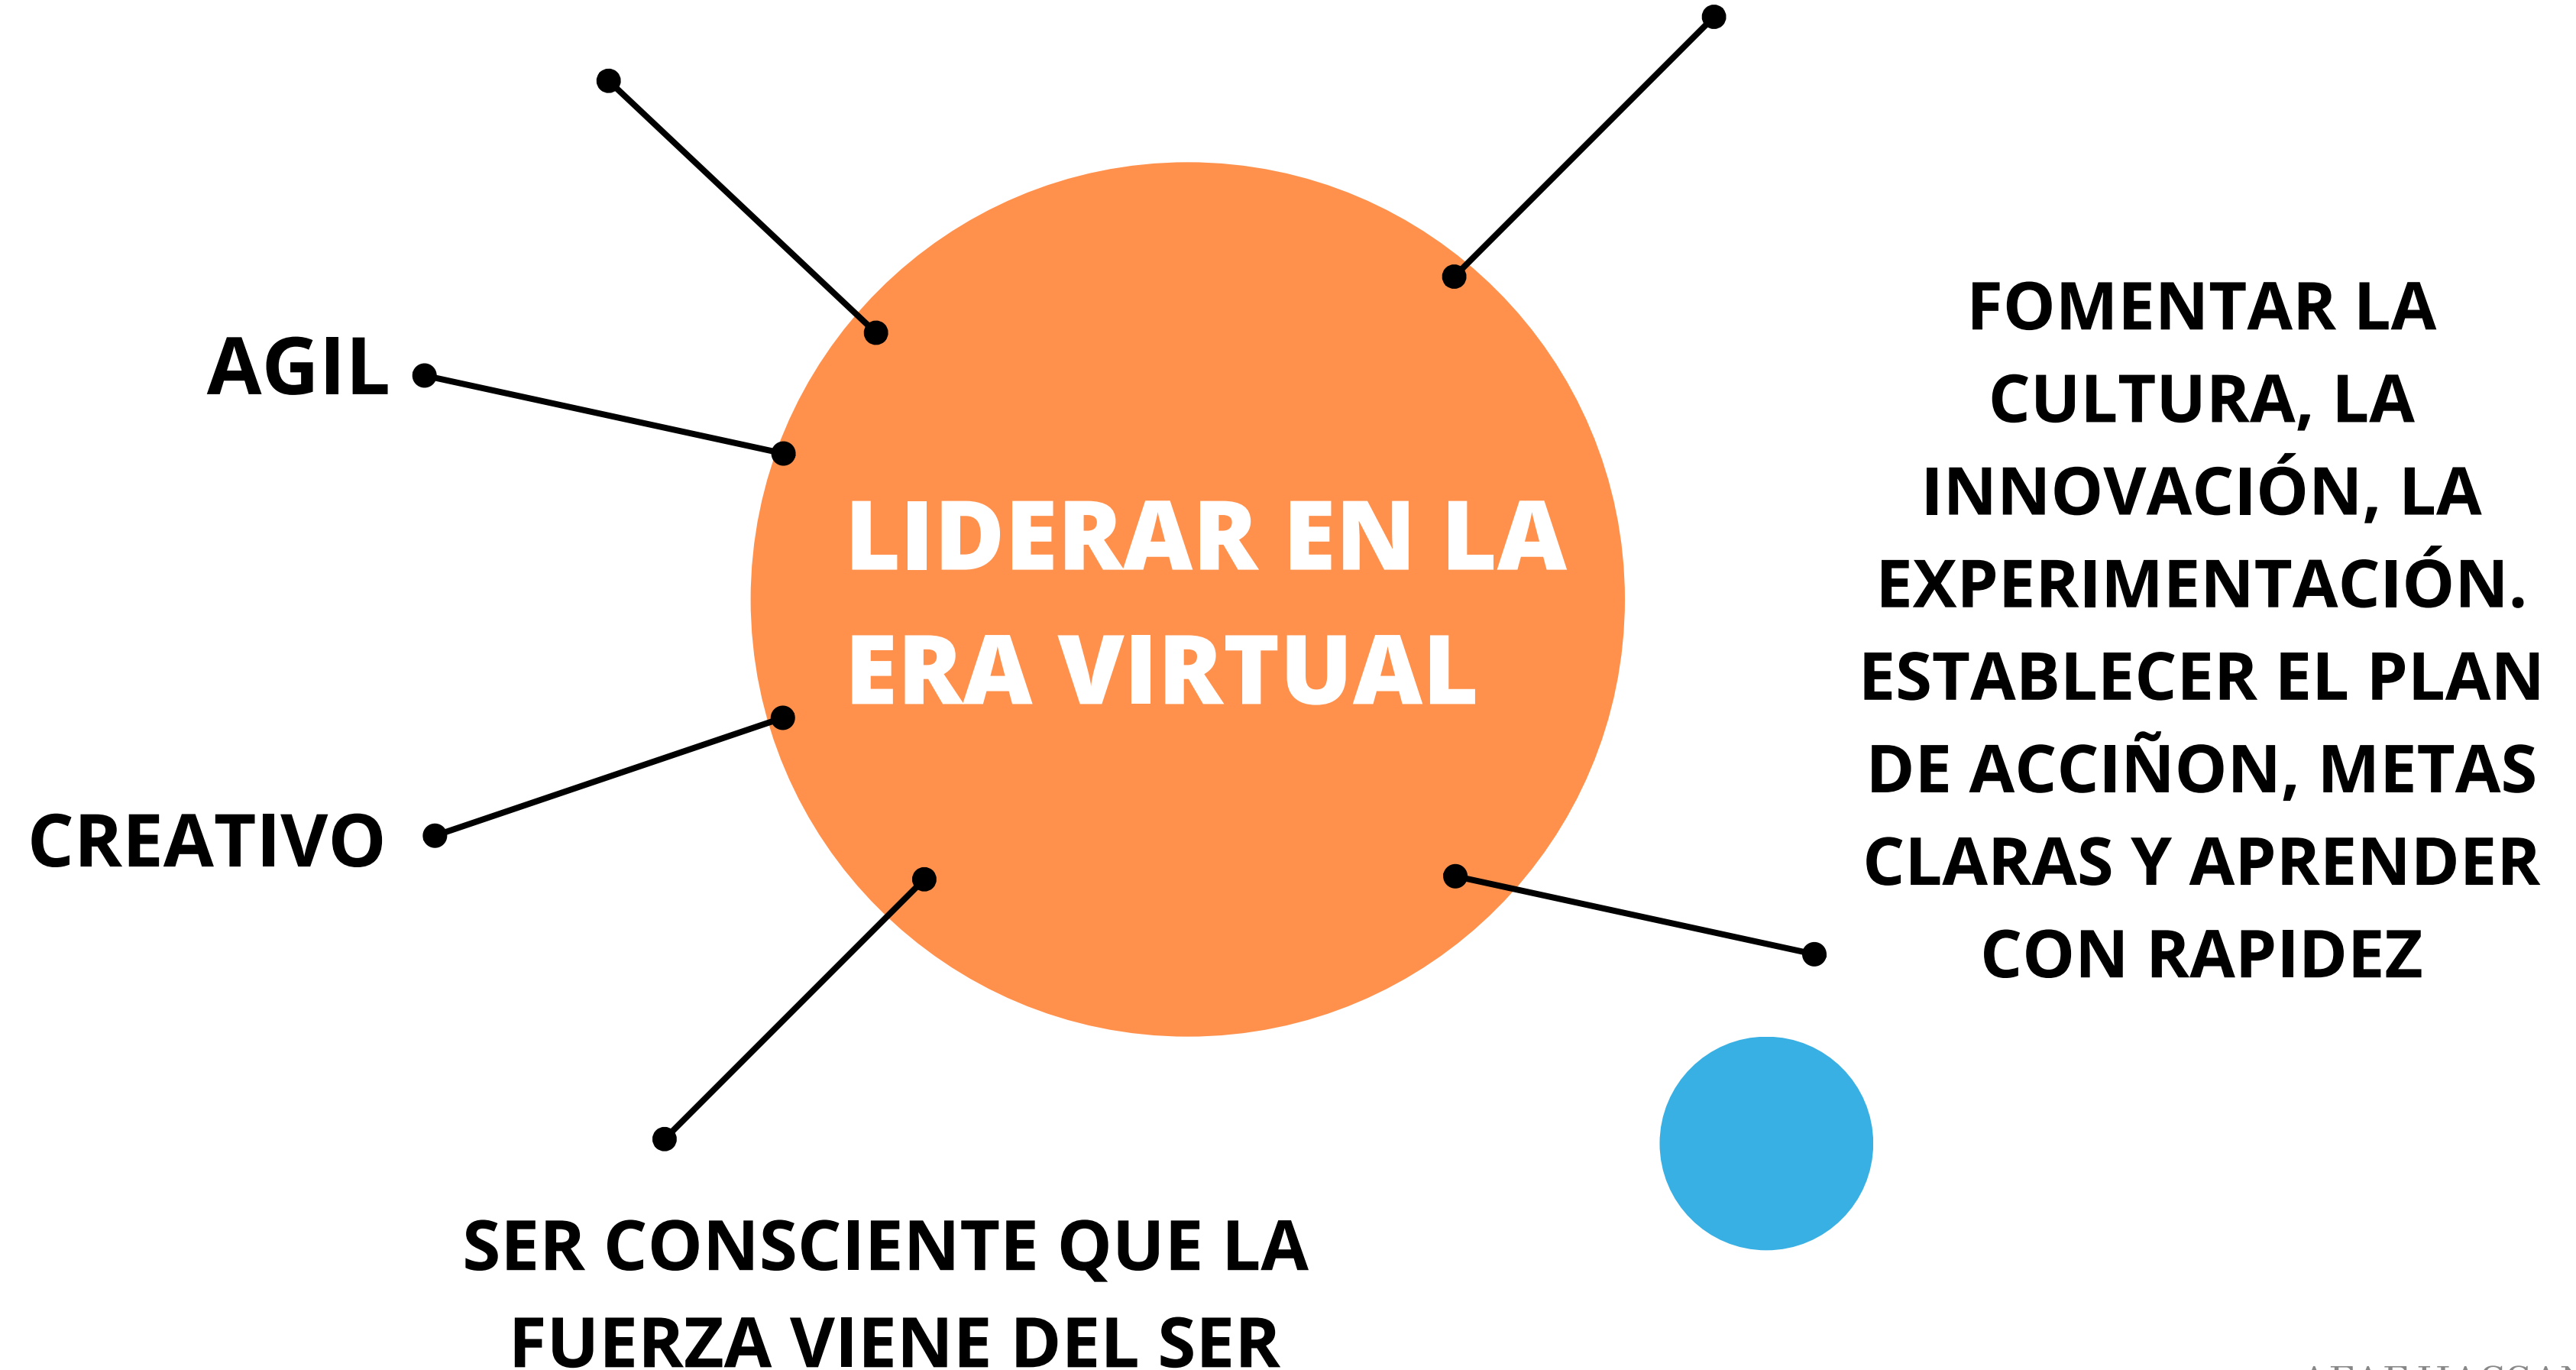 AGIL
LIDERAR EN LA
ERA VIRTUAL
CREATIVO
FOMENTAR LA
CULTURA, LA
INNOVACIÓN, LA
EXPERIMENTACIÓN.
ESTABLECER EL PLAN
DE ACCIÑON, METAS
CLARAS Y APRENDER
CON RAPIDEZ
SER CONSCIENTE QUE LA
FUERZA VIENE DEL SER